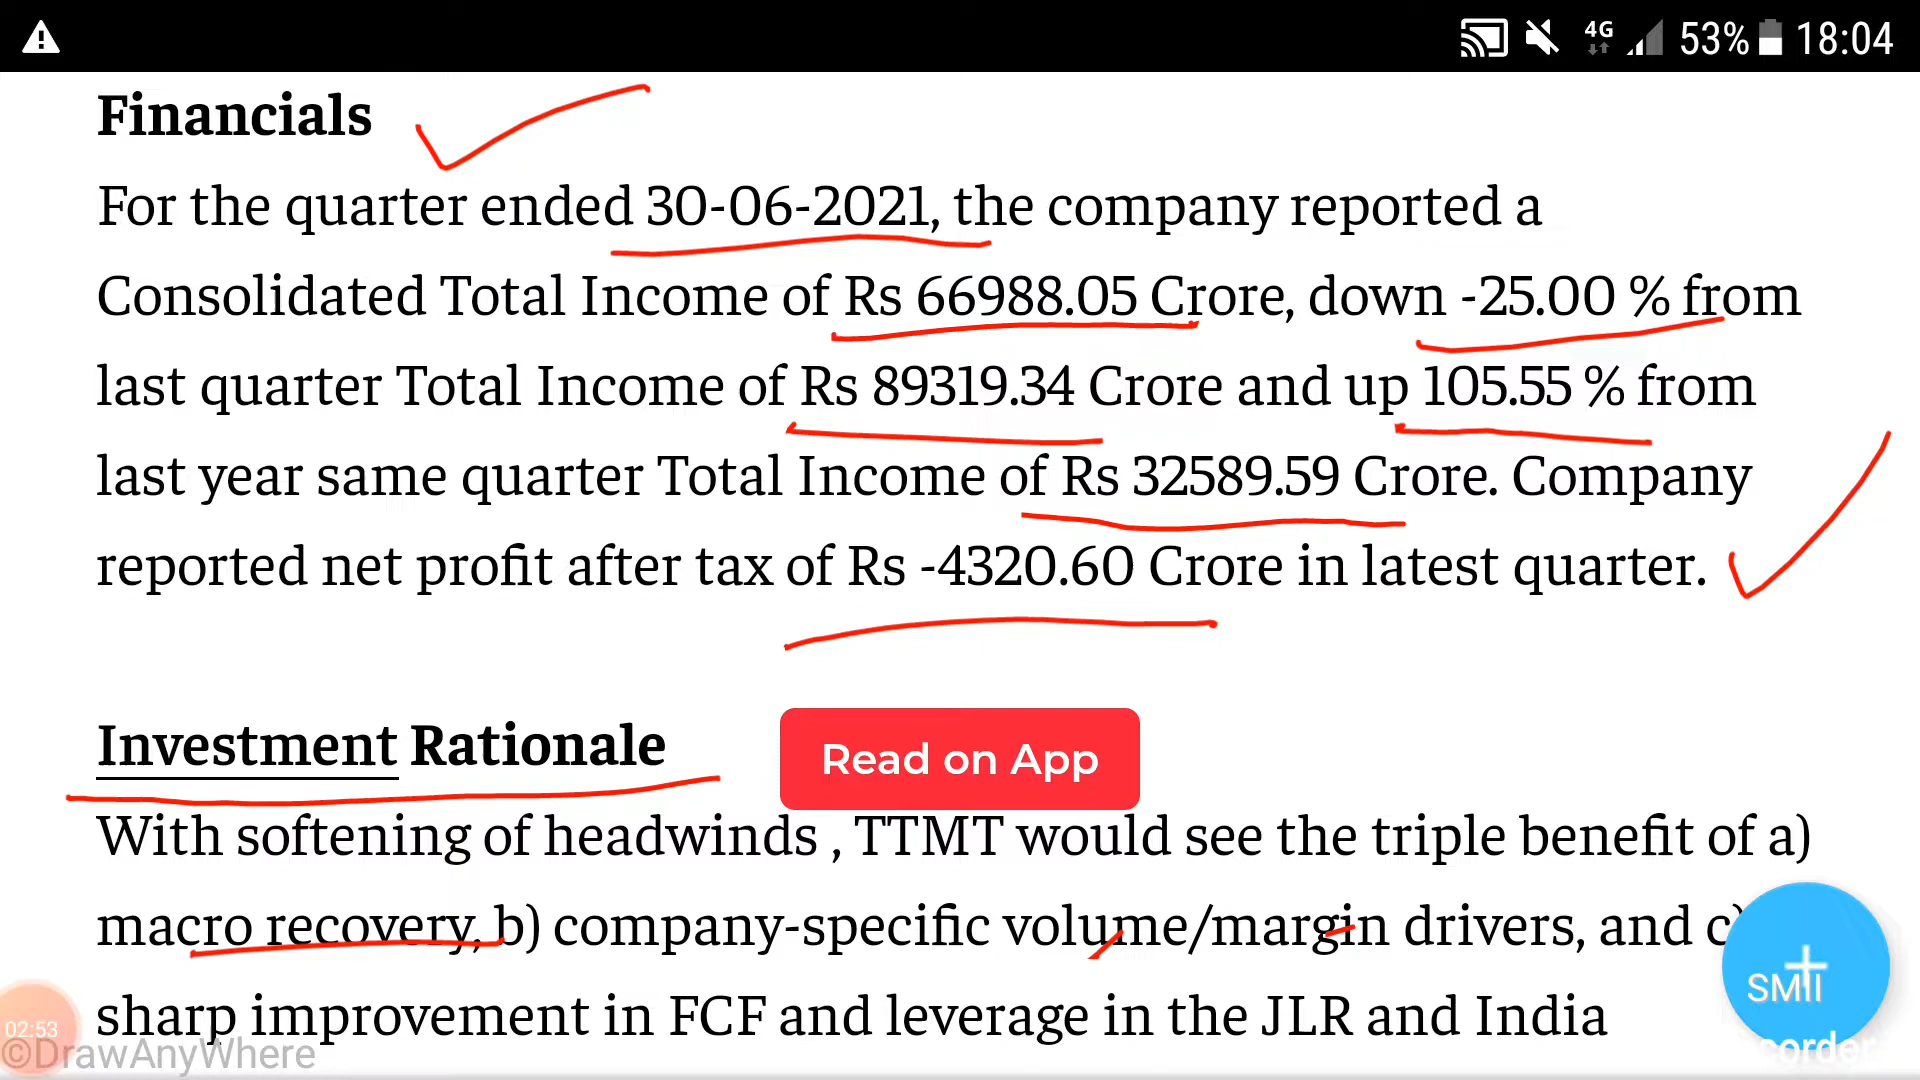 4G 53% 18:04
Financials
For the quarter ended 30-06-2021, the company reported a
Consolidated Total Income of Rs 66988.05 Crore, down -25.00 % from
last quarter Total Income of Rs 89319.34 Crore and up 105.55 % from
last year same quarter Total Income of Rs 32589.59 Crore. Company
reported net profit after tax of Rs -4320.60 Crore in latest quarter.
Investment Rationale
Read on App
With softening of headwinds , TTMT would see the triple benefit of a)
macro recovery, b) company-specific volume/margin drivers, and c)
sharp improvement in FCF and leverage in the JLR and India
02:53
©DrawAnyWhere